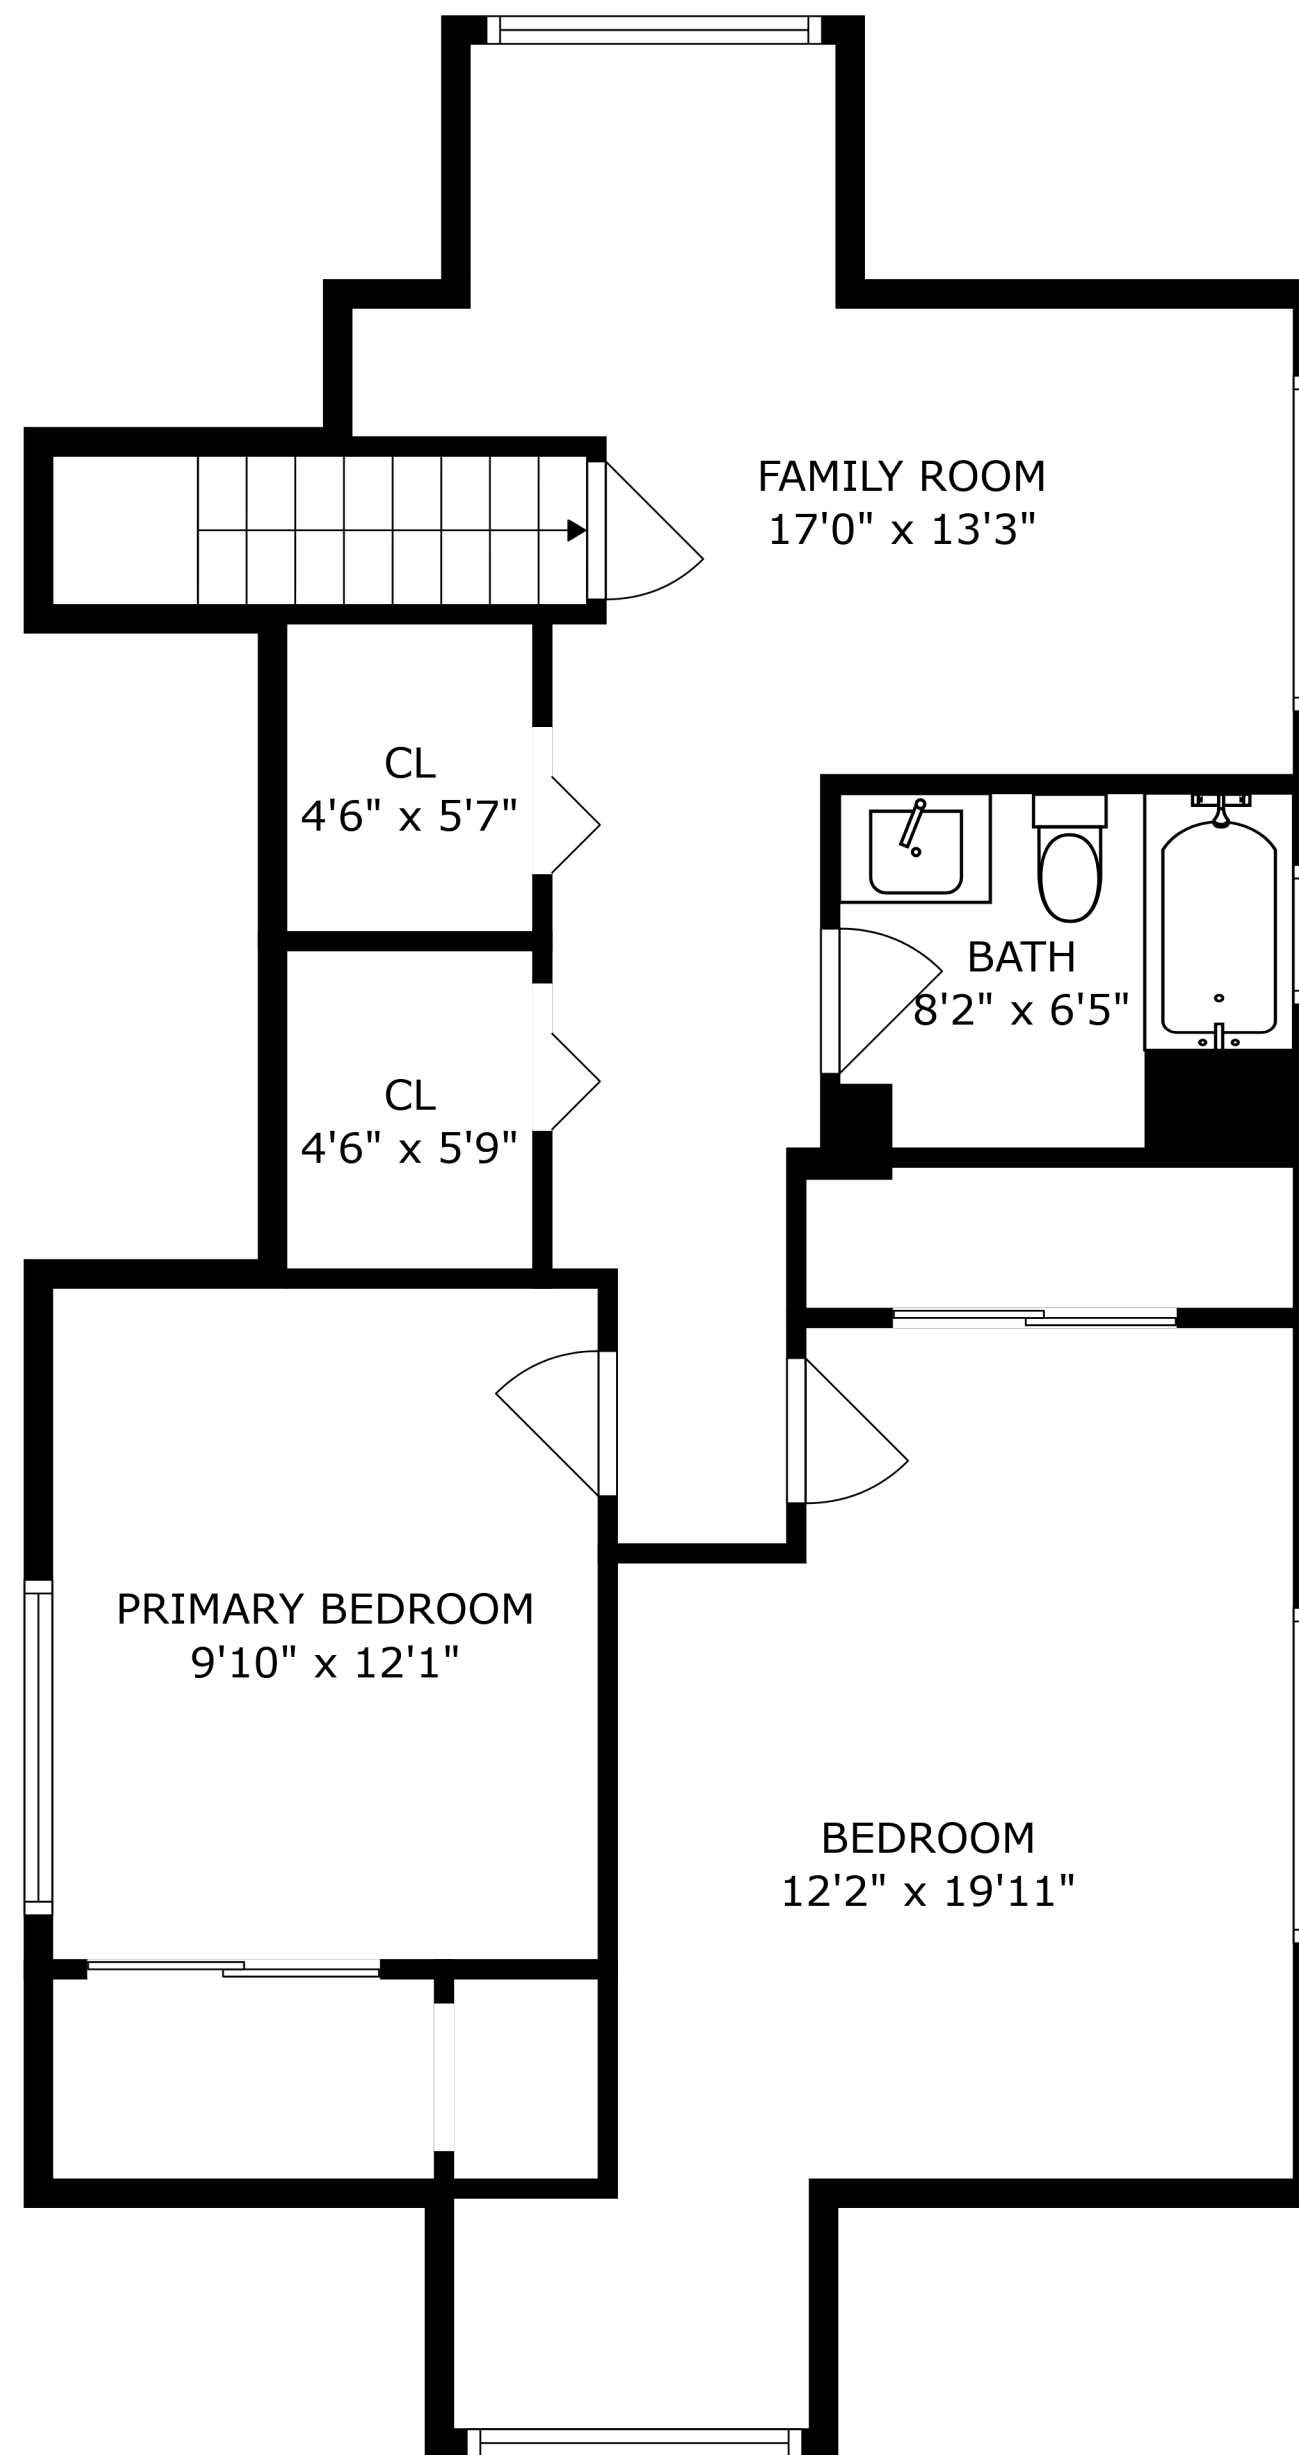 FAMILY ROOM
17'0" x 13'3"
CL
4'6" x 5'7"
BATH
8'2" x 6'5"
CL
4'6" x 5'9"
PRIMARY BEDROOM
9'10" x 12'1"
BEDROOM
12'2" x 19'11"